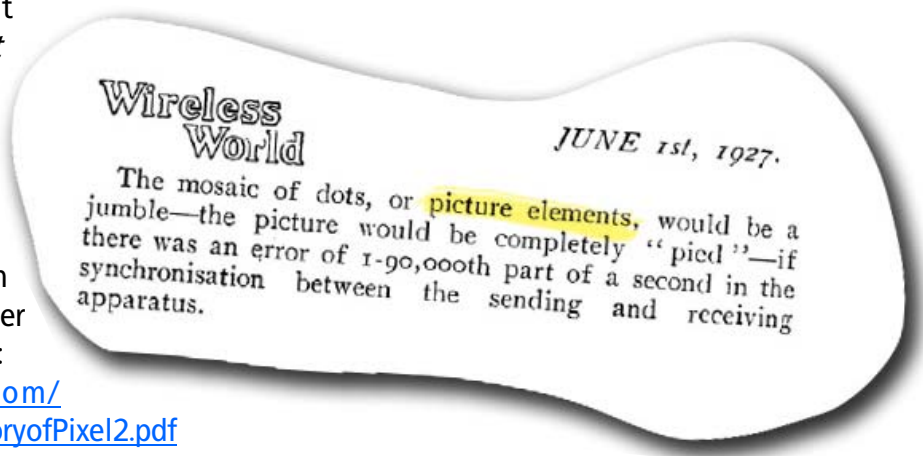 t
Wireless
World
JUNE 1st, 1927.
The mosaic of dots, or picture elements, would be a
jumble—the picture would be completely “pied”—if
there was an error of 1-90,000th part of a second in the
synchronisation between the sending and receiving
apparatus.
n
er
:
om/
oryofPixel2.pdf